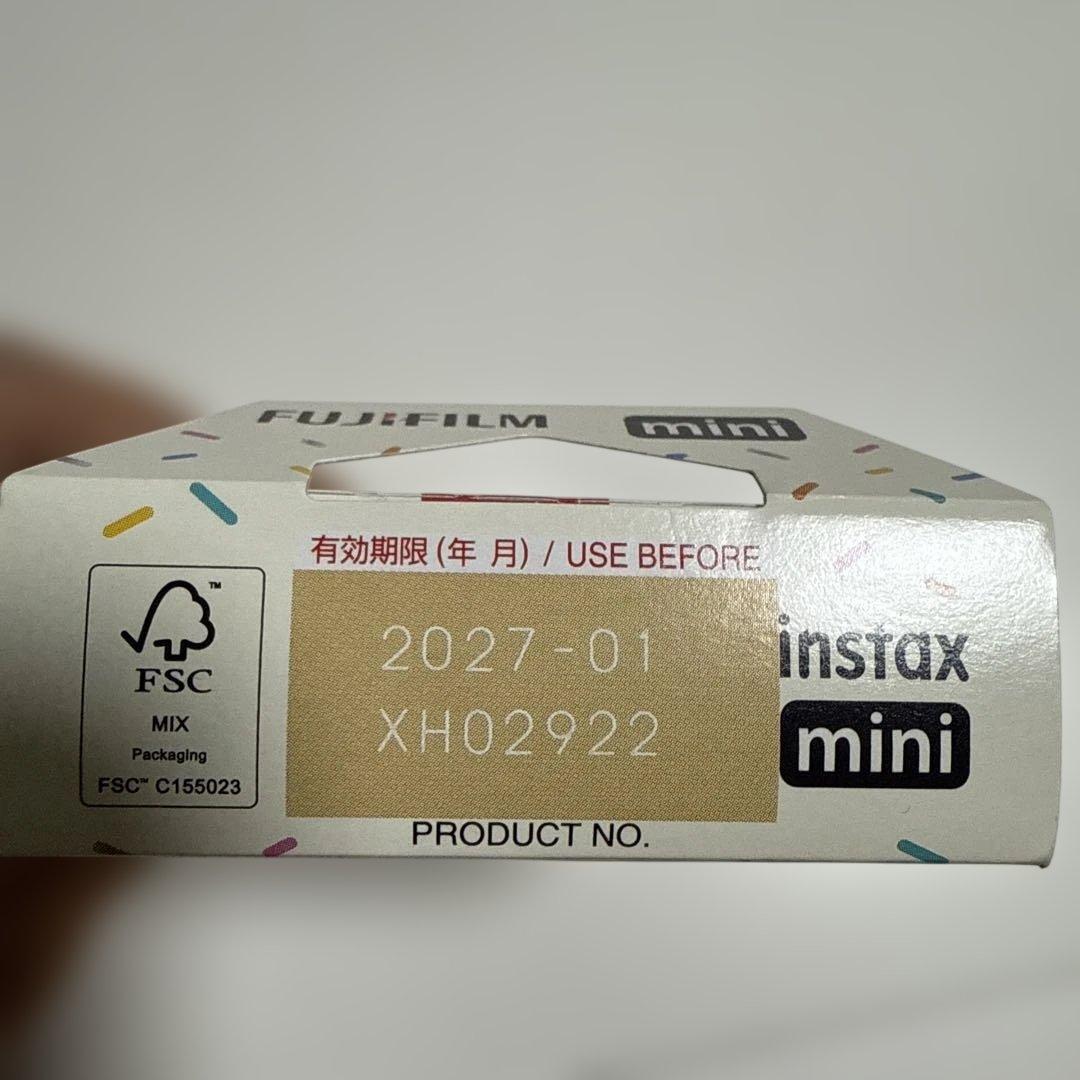 FUJIFILM
mini
有効期限(年 月) / USE BEFORE
2027-01
XH02922
PRODUCT NO.
™
FSC
MIX
Packaging
FSC™ C155023
instax
mini